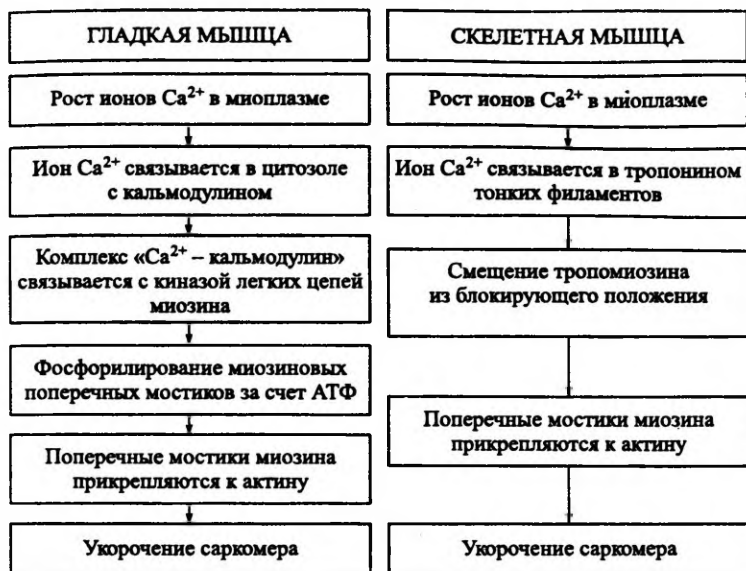 ГЛАДКАЯ МЫШЦА
Рост ионов Ca²⁺ в миоплазме
Ион Ca²⁺ связывается в цитозоле
с кальмодулином
Комплекс «Ca²⁺ – кальмодулин»
связывается с киназой легких цепей
миозина
Фосфорилирование миозиновых
поперечных мостиков за счет АТФ
Поперечные мостики миозина
прикрепляются к актину
Укорочение саркомера
СКЕЛЕТНАЯ МЫШЦА
Рост ионов Ca²⁺ в миоплазме
Ион Ca²⁺ связывается в тропонином
тонких филаментов
Смещение тропомиозина
из блокирующего положения
Поперечные мостики миозина
прикрепляются к актину
Укорочение саркомера